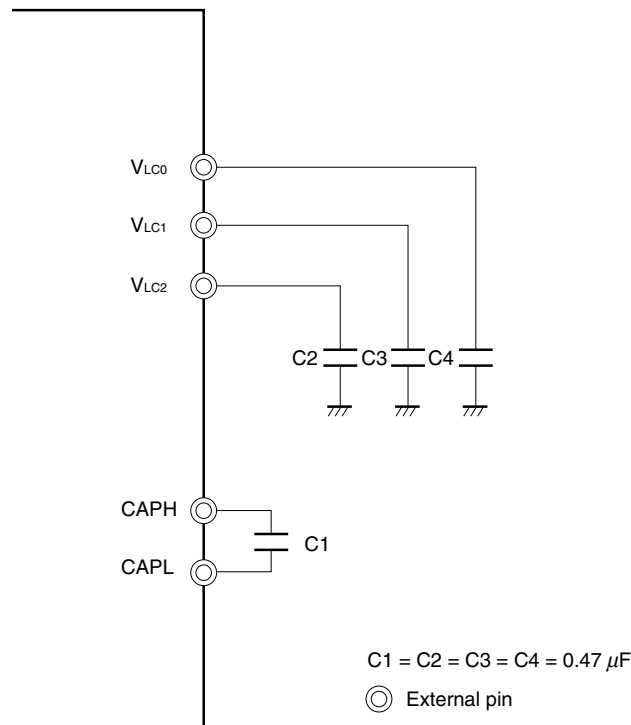 VLC0
VLC1
VLC2
C2 C3 C4
CAPH
C1
CAPL
C1 = C2 = C3 = C4 = 0.47 μF
External pin